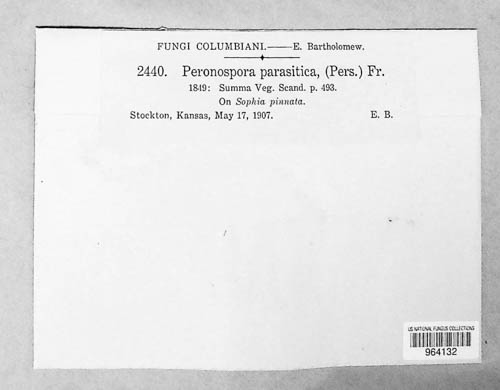 FUNGI COLUMBIANI.—E. Bartholomew.
2440. Peronospora parasitica, (Pers.) Fr.
1849: Summa Veg. Scand. p. 493.
On Sophia pinnata.
Stockton, Kansas, May 17, 1907. E. B.
US NATIONAL FUNGUS COLLECTIONS
964132